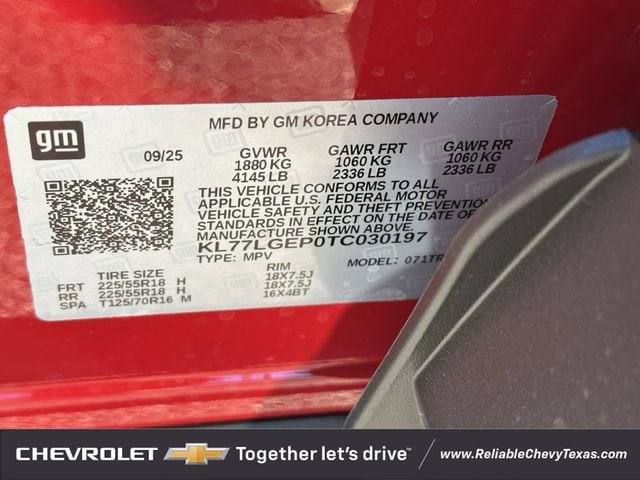 MFD BY GM KOREA COMPANY
gm
09/25 GVWR GAWR FRT GAWR RR
1880 KG 1060 KG 1060 KG
4145 LB 2336 LB 2336 LB
THIS VEHICLE CONFORMS TO ALL
APPLICABLE U.S. FEDERAL MOTOR
VEHICLE SAFETY AND THEFT PREVENTION
STANDARDS IN EFFECT ON THE DATE OF
MANUFACTURE SHOWN ABOVE.
KL77LGEP0TC030197
TYPE: MPV MODEL: 071TR
TIRE SIZE RIM
FRT 225/55R18 H 18X7.5J
RR 225/55R18 H 18X7.5J
SPA T125/70R16 M 16X4BT
CHEVROLET Together let's drive™ www.ReliableChevyTexas.com